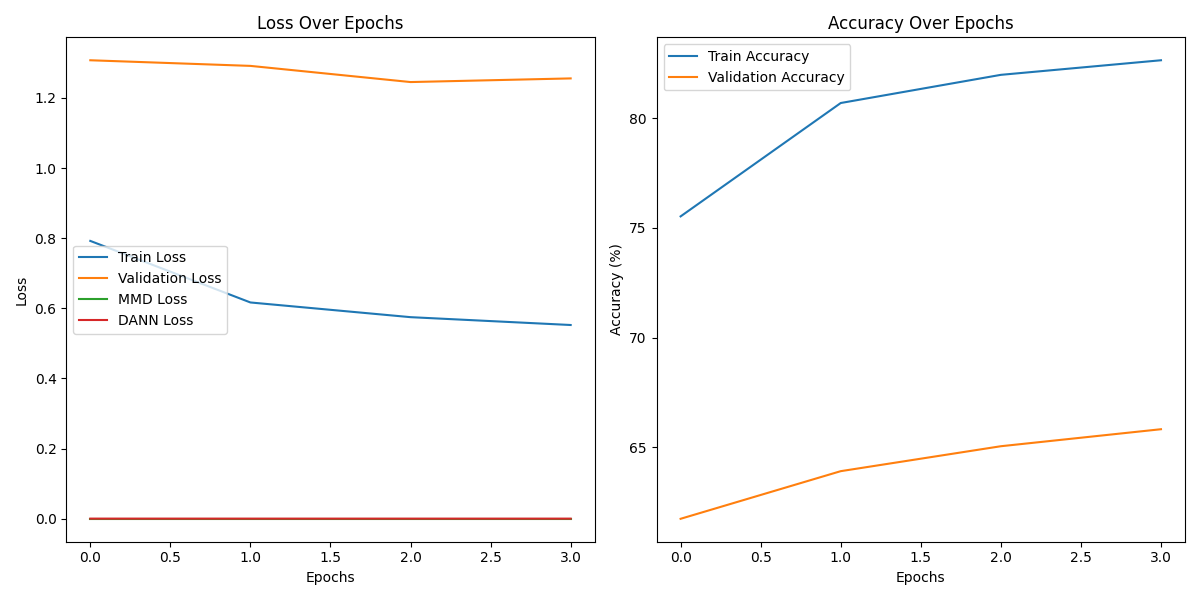 Loss Over Epochs
Loss
1.2
1.0
0.8
0.6
0.4
0.2
0.0
Train Loss
Validation Loss
MMD Loss
DANN Loss
0.0 0.5 1.0 1.5 2.0 2.5 3.0
Epochs
Accuracy Over Epochs
Accuracy (%)
80
75
70
65
Train Accuracy
Validation Accuracy
0.0 0.5 1.0 1.5 2.0 2.5 3.0
Epochs